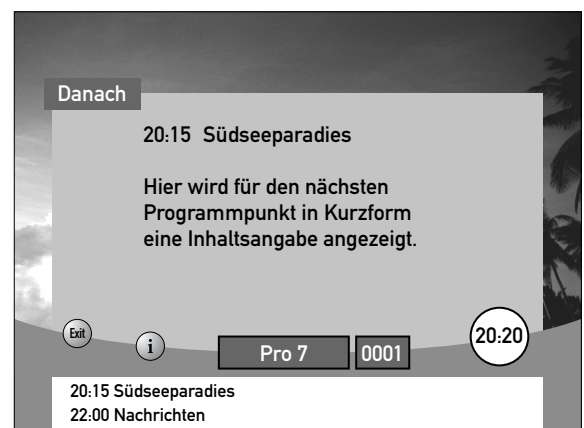 Danach
20:15 Südseeparadies
Hier wird für den nächsten
Programmpunkt in Kurzform
eine Inhaltsangabe angezeigt.
Exit
i
Pro 7
0001
20:20
20:15 Südseeparadies
22:00 Nachrichten